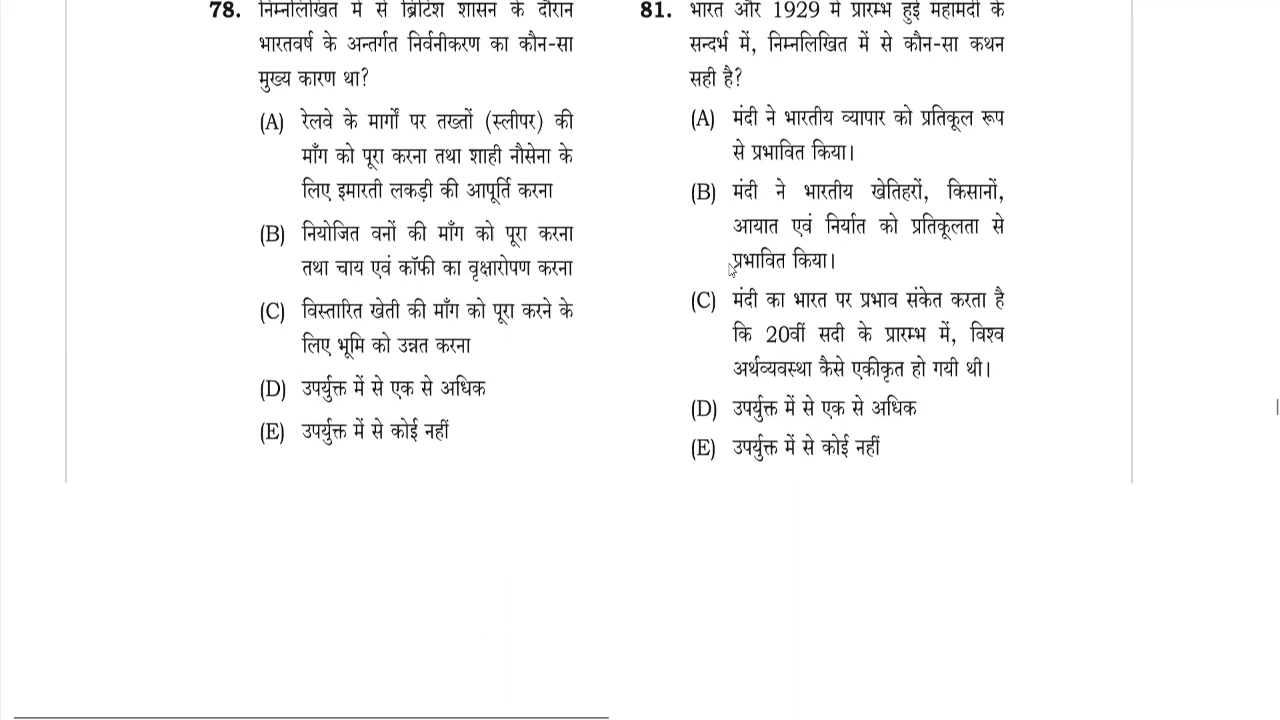 78. निम्नलिखित में से ब्रिटिश शासन के दौरान
भारतवर्ष के अन्तर्गत निर्वनीकरण का कौन-सा
मुख्य कारण था?
(A) रेलवे के मार्गों पर तख्तों (स्लीपर) की
माँग को पूरा करना तथा शाही नौसेना के
लिए इमारती लकड़ी की आपूर्ति करना
(B) नियोजित वनों की माँग को पूरा करना
तथा चाय एवं कॉफी का वृक्षारोपण करना
(C) विस्तारित खेती की माँग को पूरा करने के
लिए भूमि को उन्नत करना
(D) उपर्युक्त में से एक से अधिक
(E) उपर्युक्त में से कोई नहीं
81. भारत और 1929 में प्रारम्भ हुई महामंदी के
सन्दर्भ में, निम्नलिखित में से कौन-सा कथन
सही है?
(A) मंदी ने भारतीय व्यापार को प्रतिकूल रूप
से प्रभावित किया।
(B) मंदी ने भारतीय खेतिहरों, किसानों,
आयात एवं निर्यात को प्रतिकूलता से
प्रभावित किया।
(C) मंदी का भारत पर प्रभाव संकेत करता है
कि 20वीं सदी के प्रारम्भ में, विश्व
अर्थव्यवस्था कैसे एकीकृत हो गयी थी।
(D) उपर्युक्त में से एक से अधिक
(E) उपर्युक्त में से कोई नहीं